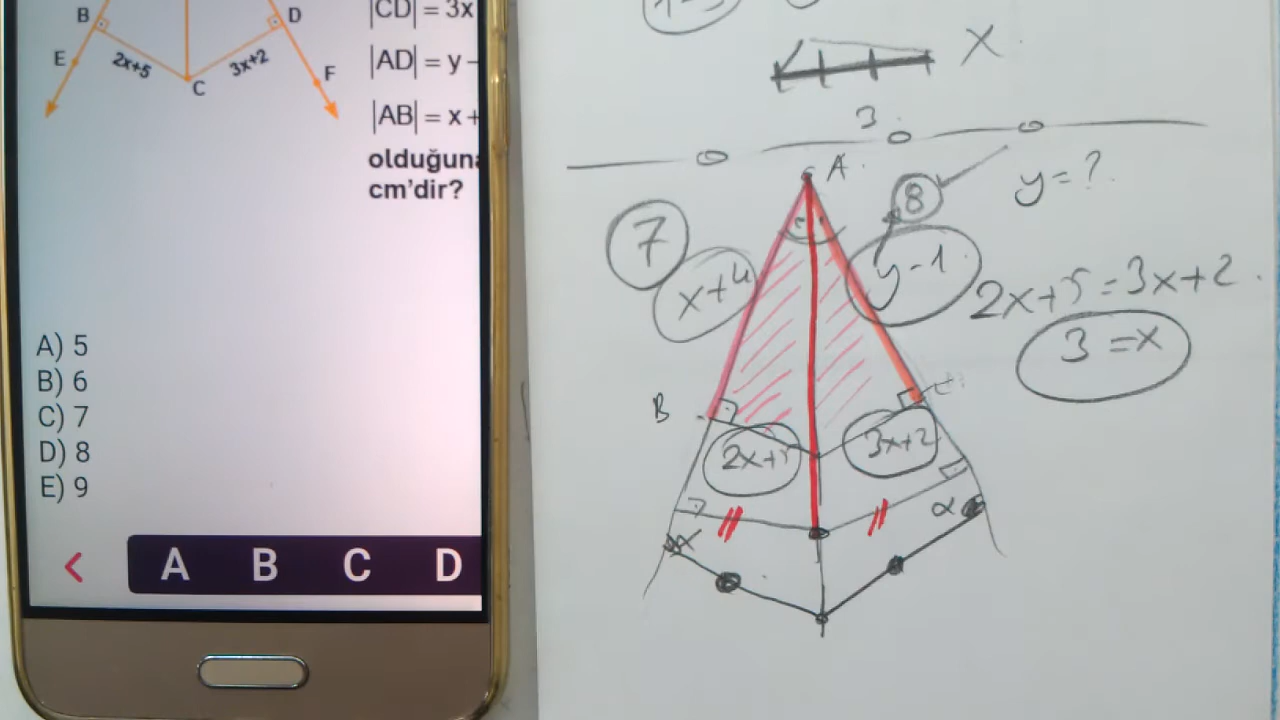 B
D
|CD| = 3x
E
2x+5
3x+2
F
|AD| = y -
C
|AB| = x +
olduğuna
cm'dir?
A) 5
B) 6
C) 7
D) 8
E) 9
< A B C D
x
3
A
y = ?
7
8
x+4
y-1
2x+5 = 3x+2
3 = x
B
2x+5
3x+2
α